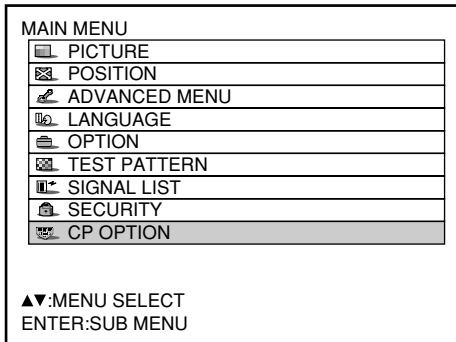 MAIN MENU
PICTURE
POSITION
ADVANCED MENU
LANGUAGE
OPTION
TEST PATTERN
SIGNAL LIST
SECURITY
CP OPTION
▲▼:MENU SELECT
ENTER:SUB MENU